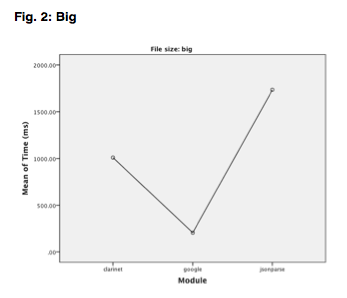 Fig. 2: Big
File size: big
Mean of Time (ms)
2000.00
1500.00
1000.00
500.00
.00
clarinet
google
jsonparse
Module